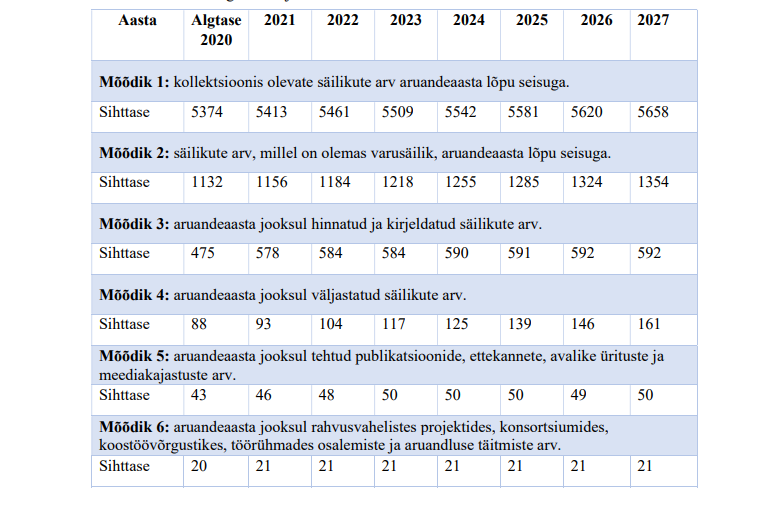 Aasta Algtase 2020 2021 2022 2023 2024 2025 2026 2027
Mõõdik 1: kollektsioonis olevate säilikute arv aruandeaasta lõpu seisuga.
Sihttase 5374 5413 5461 5509 5542 5581 5620 5658
Mõõdik 2: säilikute arv, millel on olemas varusäilik, aruandeaasta lõpu seisuga.
Sihttase 1132 1156 1184 1218 1255 1285 1324 1354
Mõõdik 3: aruandeaasta jooksul hinnatud ja kirjeldatud säilikute arv.
Sihttase 475 578 584 584 590 591 592 592
Mõõdik 4: aruandeaasta jooksul väljastatud säilikute arv.
Sihttase 88 93 104 117 125 139 146 161
Mõõdik 5: aruandeaasta jooksul tehtud publikatsioonide, ettekannete, avalike ürituste ja
meediakajastuste arv.
Sihttase 43 46 48 50 50 50 49 50
Mõõdik 6: aruandeaasta jooksul rahvusvahelistes projektides, konsortsiumides,
koostöövõrgustikes, töörühmades osalemiste ja aruandluse täitmiste arv.
Sihttase 20 21 21 21 21 21 21 21